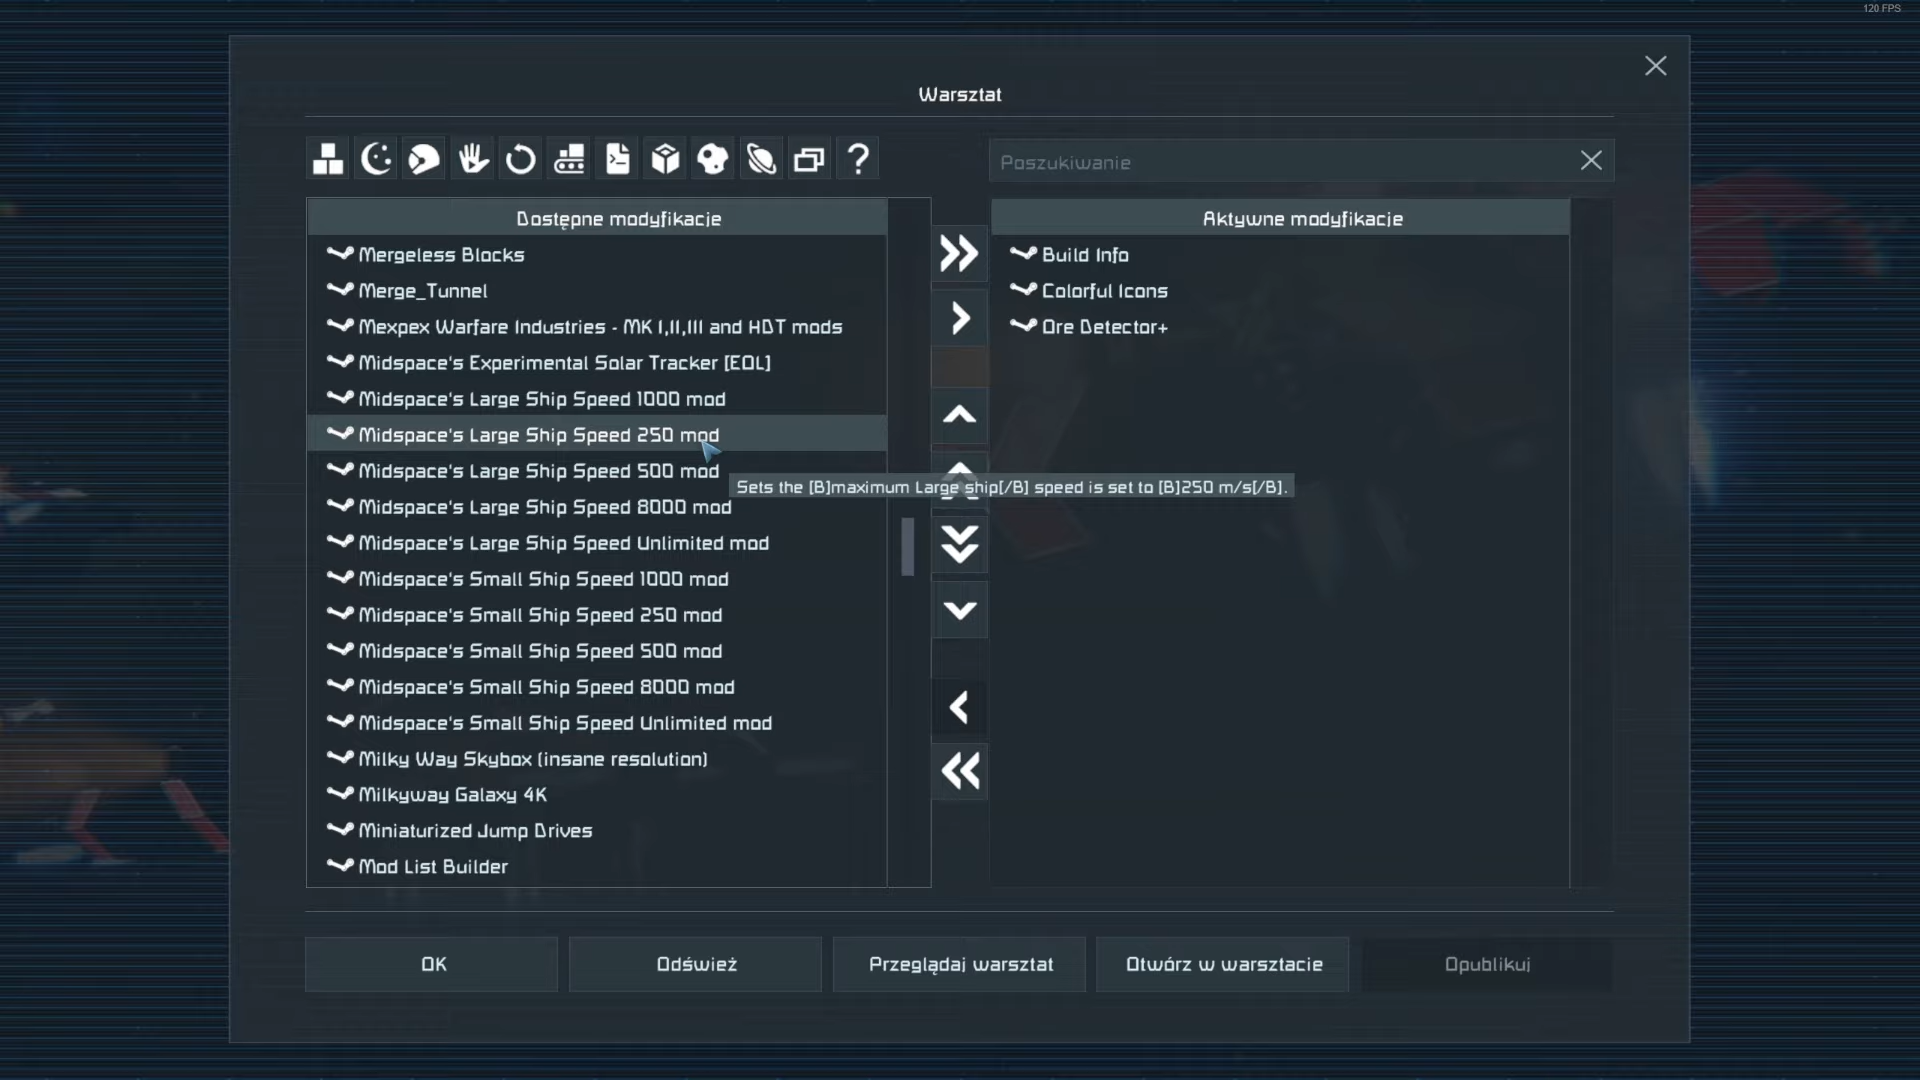 120 FPS
Warsztat
Poszukiwanie
Dostępne modyfikacje
Mergeless Blocks
Merge_Tunnel
Mexpex Warfare Industries - MK I,II,III and HDT mods
Midspace's Experimental Solar Tracker [EOL]
Midspace's Large Ship Speed 1000 mod
Midspace's Large Ship Speed 250 mod
Midspace's Large Ship Speed 500 mod
Midspace's Large Ship Speed 8000 mod
Midspace's Large Ship Speed Unlimited mod
Midspace's Small Ship Speed 1000 mod
Midspace's Small Ship Speed 250 mod
Midspace's Small Ship Speed 500 mod
Midspace's Small Ship Speed 8000 mod
Midspace's Small Ship Speed Unlimited mod
Milky Way Skybox (insane resolution)
Milkyway Galaxy 4K
Miniaturized Jump Drives
Mod List Builder
Sets the [B]maximum Large ship[/B] speed is set to [B]250 m/s[/B].
Aktywne modyfikacje
Build Info
Colorful Icons
Ore Detector+
OK
Odśwież
Przeglądaj warsztat
Otwórz w warsztacie
Opublikuj